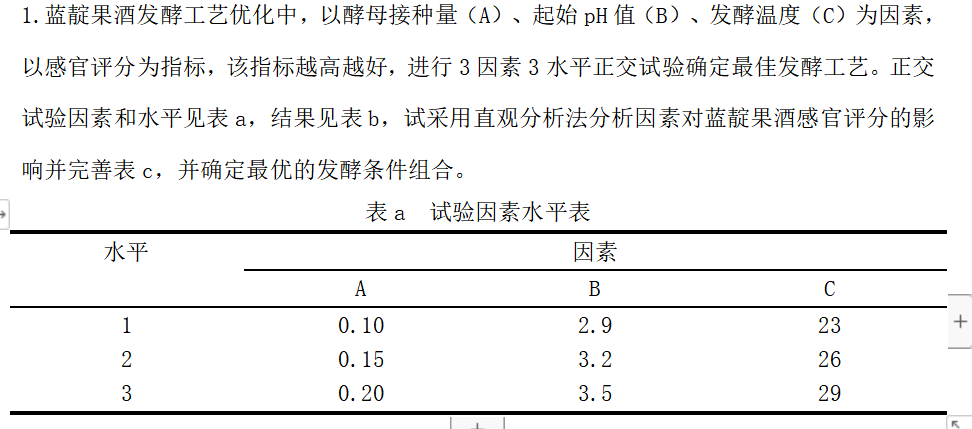 1.蓝靛果酒发酵工艺优化中，以酵母接种量（A）、起始 pH 值（B）、发酵温度（C）为因素，
以感官评分为指标，该指标越高越好，进行 3 因素 3 水平正交试验确定最佳发酵工艺。正交
试验因素和水平见表 a，结果见表 b，试采用直观分析法分析因素对蓝靛果酒感官评分的影
响并完善表 c，并确定最优的发酵条件组合。
表 a 试验因素水平表
水平 因素
A B C
1 0.10 2.9 23
2 0.15 3.2 26
3 0.20 3.5 29